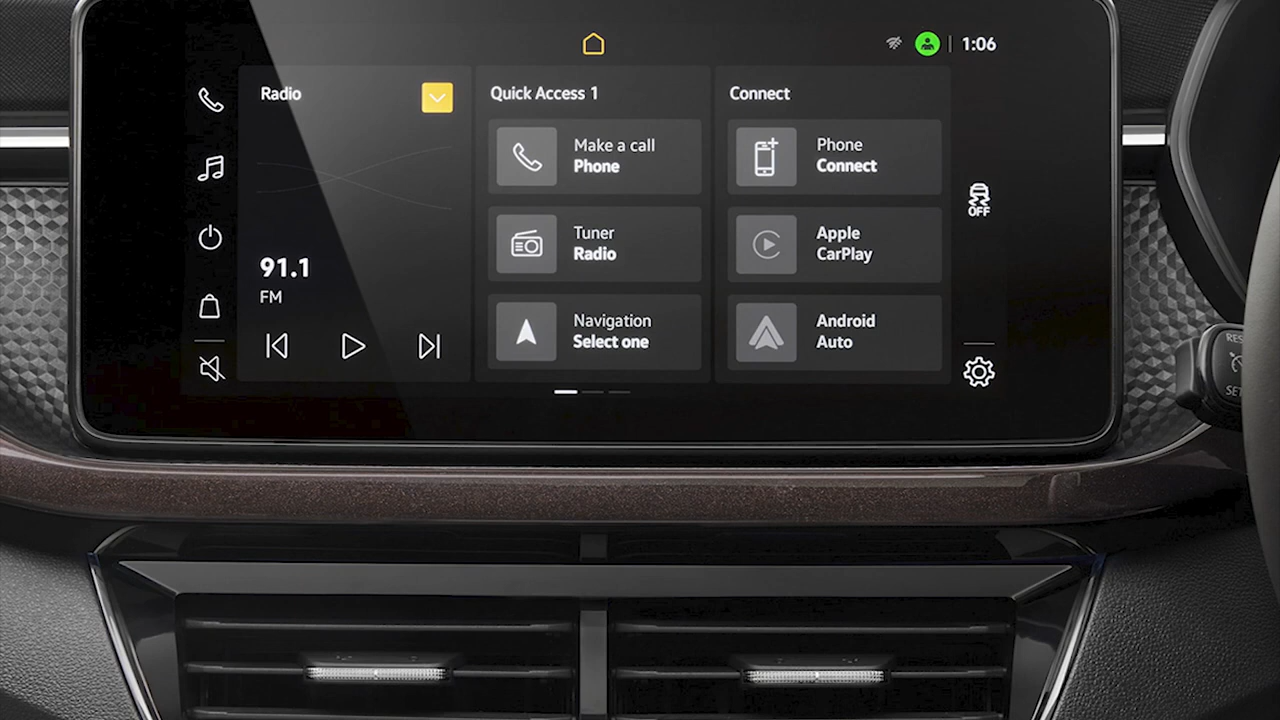 1:06
Radio
91.1
FM
Quick Access 1
Make a call
Phone
Tuner
Radio
Navigation
Select one
Connect
Phone
Connect
Apple
CarPlay
Android
Auto
OFF